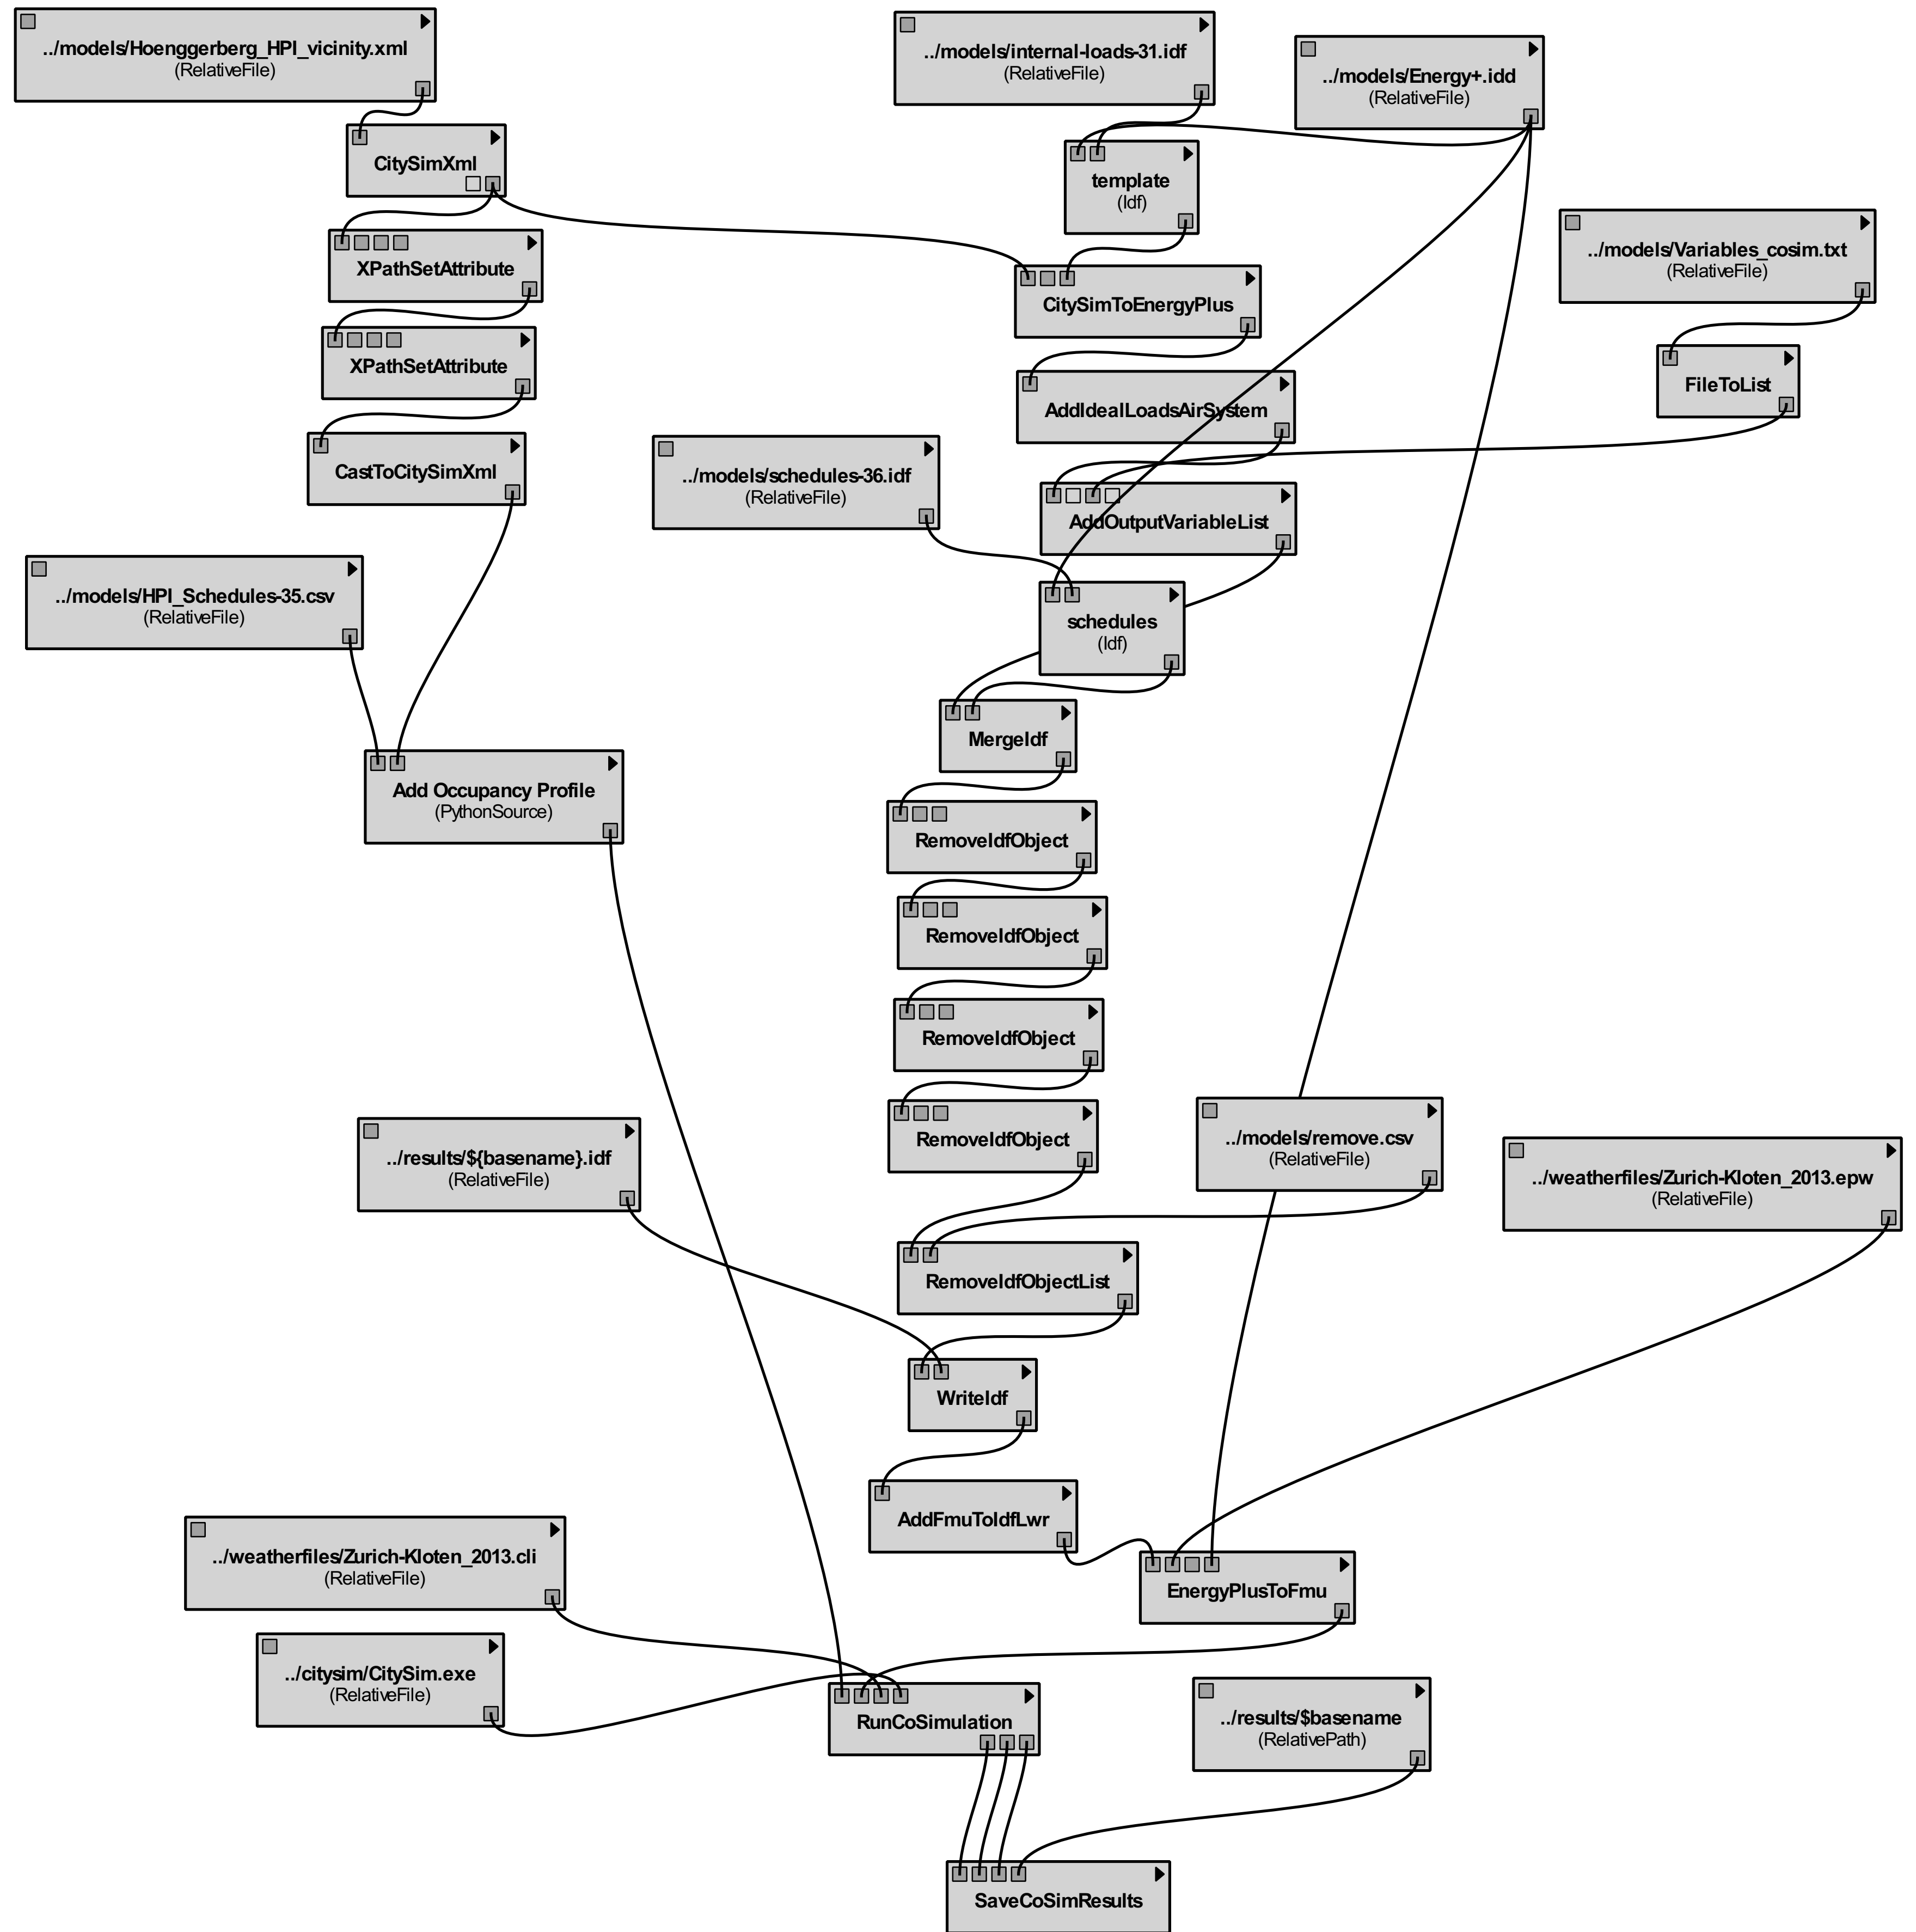 ../models/Hoenggerberg_HPI_vicinity.xml
(RelativeFile)
../models/internal-loads-31.idf
(RelativeFile)
../models/Energy+.idd
(RelativeFile)
CitySimXml
template
(Idf)
XPathSetAttribute
../models/Variables_cosim.txt
(RelativeFile)
CitySimToEnergyPlus
XPathSetAttribute
FileToList
AddIdealLoadsAirSystem
CastToCitySimXml
../models/schedules-36.idf
(RelativeFile)
AddOutputVariableList
../models/HPI_Schedules-35.csv
(RelativeFile)
schedules
(Idf)
MergeIdf
Add Occupancy Profile
(PythonSource)
RemoveIdfObject
RemoveIdfObject
RemoveIdfObject
RemoveIdfObject
../models/remove.csv
(RelativeFile)
../results/${basename}.idf
(RelativeFile)
../weatherfiles/Zurich-Kloten_2013.epw
(RelativeFile)
RemoveIdfObjectList
WriteIdf
AddFmuToIdfLwr
../weatherfiles/Zurich-Kloten_2013.cli
(RelativeFile)
EnergyPlusToFmu
../citysim/CitySim.exe
(RelativeFile)
RunCoSimulation
../results/$basename
(RelativePath)
SaveCoSimResults